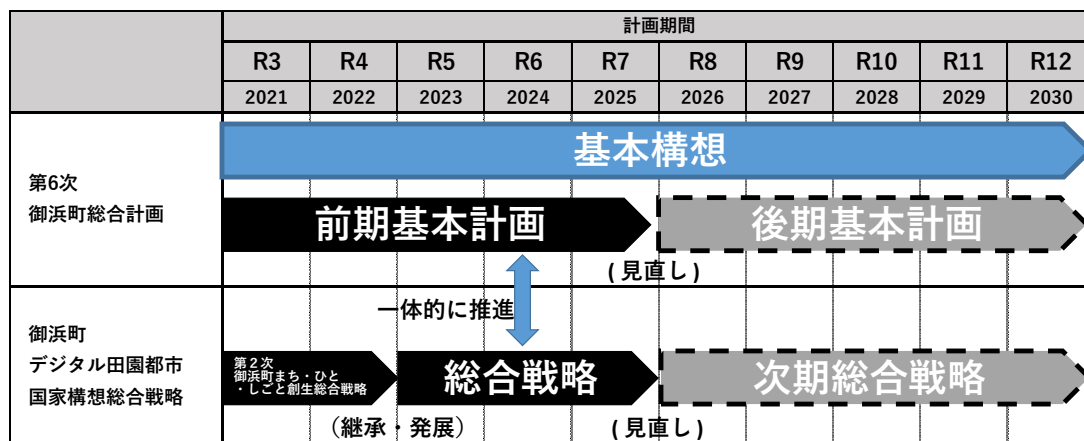 計画期間
R3 R4 R5 R6 R7 R8 R9 R10 R11 R12
2021 2022 2023 2024 2025 2026 2027 2028 2029 2030
基本構想
第6次
御浜町総合計画
前期基本計画
後期基本計画
(見直し)
一体的に推進
御浜町
デジタル田園都市
国家構想総合戦略
第2次
御浜町まち・ひと
・しごと創生総合戦略
総合戦略
次期総合戦略
(継承・発展)
(見直し)